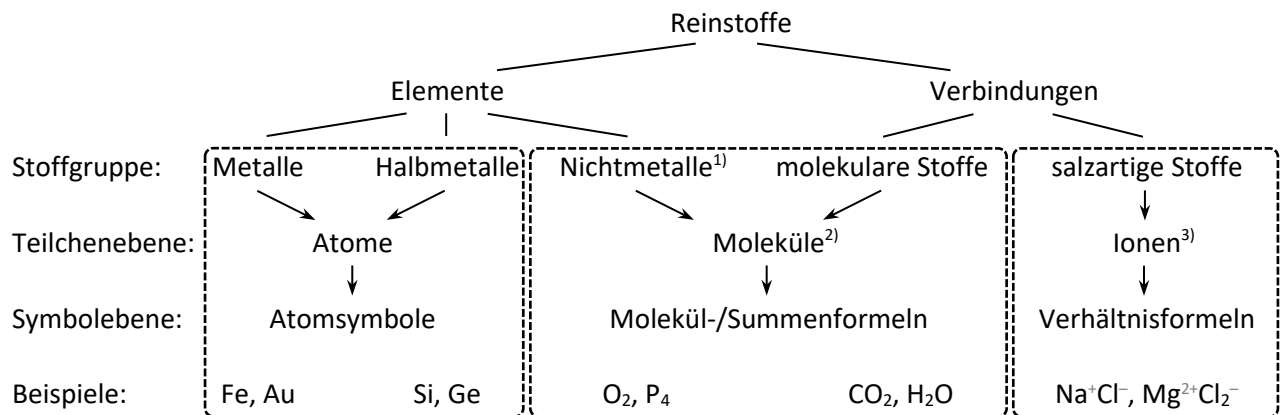 Reinstoffe
Elemente Verbindungen
Stoffgruppe: Metalle Halbmetalle Nichtmetalle¹⁾ molekulare Stoffe salzartige Stoffe
Teilchenebene: Atome Moleküle²⁾ Ionen³⁾
Symbolebene: Atomsymbole Molekül-/Summenformeln Verhältnisformeln
Beispiele: Fe, Au Si, Ge O₂, P₄ CO₂, H₂O Na⁺Cl⁻, Mg²⁺Cl₂⁻